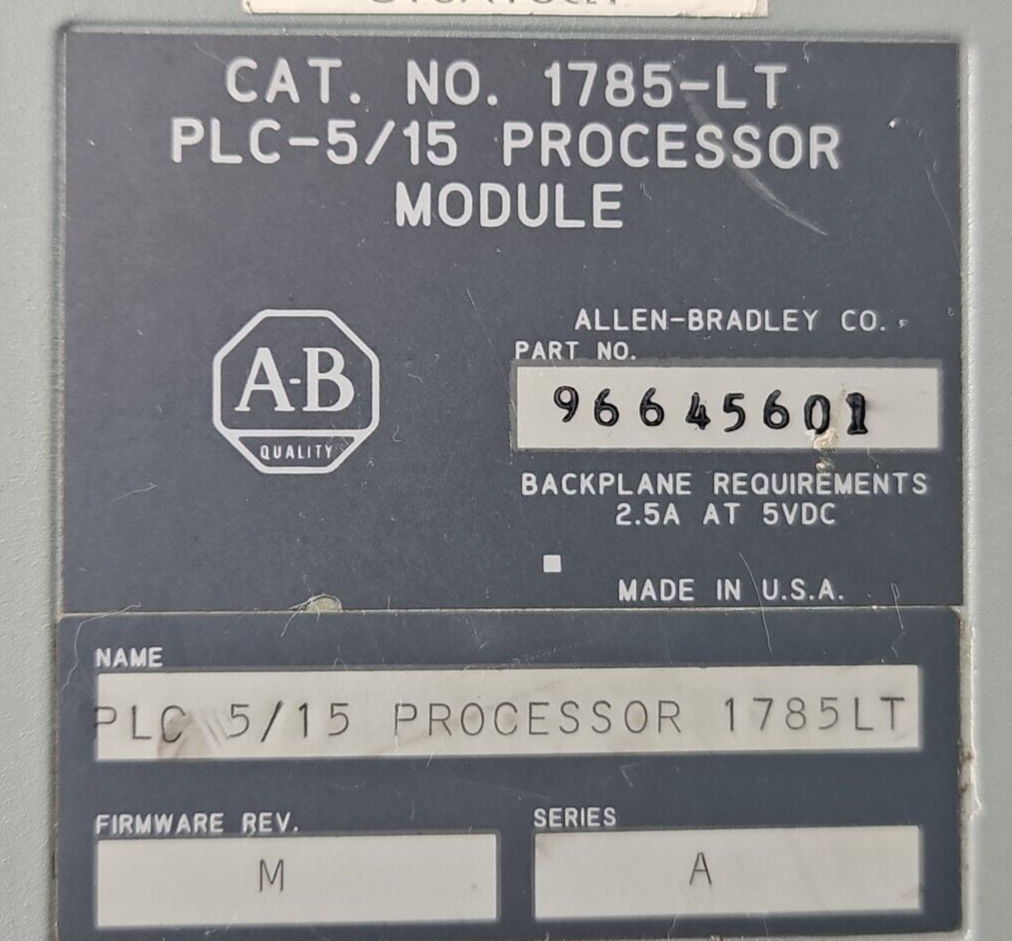 CAT. NO. 1785-LT
PLC-5/15 PROCESSOR
MODULE
A-B
QUALITY
ALLEN-BRADLEY CO.
PART NO.
96645601
BACKPLANE REQUIREMENTS
2.5A AT 5VDC
MADE IN U.S.A.
NAME
PLC 5/15 PROCESSOR 1785LT
FIRMWARE REV.
M
SERIES
A